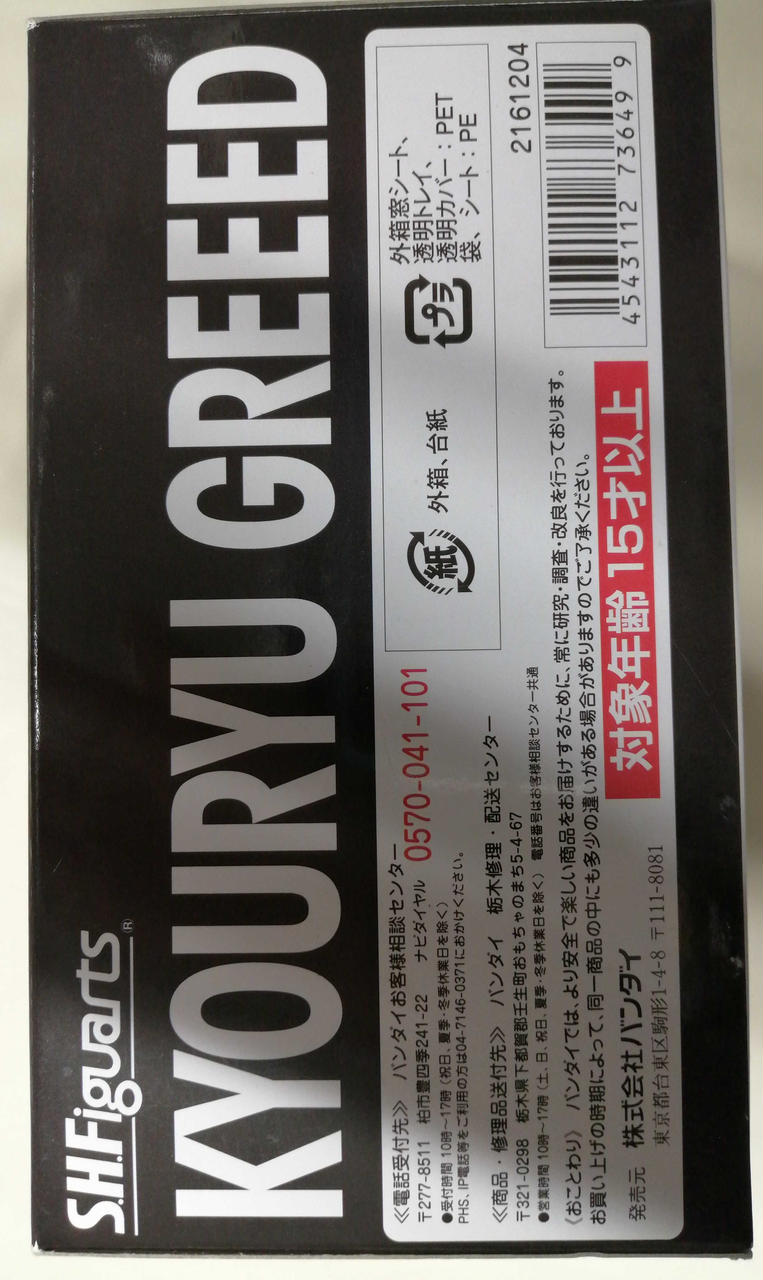 S.H.Figuarts®
KYOURYU GREEED
≪電話受付先≫ バンダイお客様相談センター
〒277-8511 柏市豊四季241-22 ナビダイヤル 0570-041-101
●受付時間 10時~17時(祝日、夏季・冬季休業日を除く)
PHS、IP電話等をご利用の方は04-7146-0371におかけください。
≪商品・修理品送付先≫ バンダイ 栃木修理・配送センター
〒321-0298 栃木県下都賀郡壬生町おもちゃのまち5-4-67
●営業時間 10時~17時(土、日、祝日、夏季・冬季休業日を除く) 電話番号はお客様相談センター共通
《おことわり》 バンダイでは、より安全で楽しい商品をお届けするために、常に研究・調査・改良を行っております。
お買い上げの時期によって、同一商品の中にも多少の違いがある場合がありますのでご了承ください。
発売元 株式会社バンダイ
東京都台東区駒形1-4-8 〒111-8081
対象年齢 15才以上
紙
外箱、台紙
プラ
外箱窓シート、
透明トレイ、
透明カバー:PET
袋、シート:PE
2161204
4543112 736499